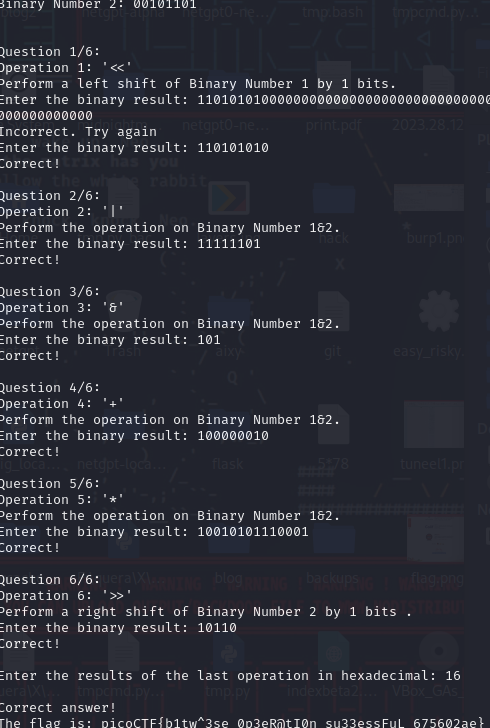 Binary Number 2: 00101101
Question 1/6:
Operation 1: '<<'
Perform a left shift of Binary Number 1 by 1 bits.
Incorrect. Try again
Enter the binary result: 110101010
Correct!
Question 2/6:
Operation 2: '|'
Perform the operation on Binary Number 1&2.
Enter the binary result: 11111101
Correct!
Question 3/6:
Operation 3: '&'
Perform the operation on Binary Number 1&2.
Enter the binary result: 101
Correct!
Question 4/6:
Operation 4: '+'
Perform the operation on Binary Number 1&2.
Enter the binary result: 100000010
Correct!
Question 5/6:
Operation 5: '*'
Perform the operation on Binary Number 1&2.
Enter the binary result: 10010101110001
Correct!
Question 6/6:
Operation 6: '>>'
Perform a right shift of Binary Number 2 by 1 bits .
Enter the binary result: 10110
Correct!
Enter the results of the last operation in hexadecimal: 16
Correct answer!
The flag is: picoCTF{b1tw^3se_0p3eR@tI0n_su33essFuL_675602ae}